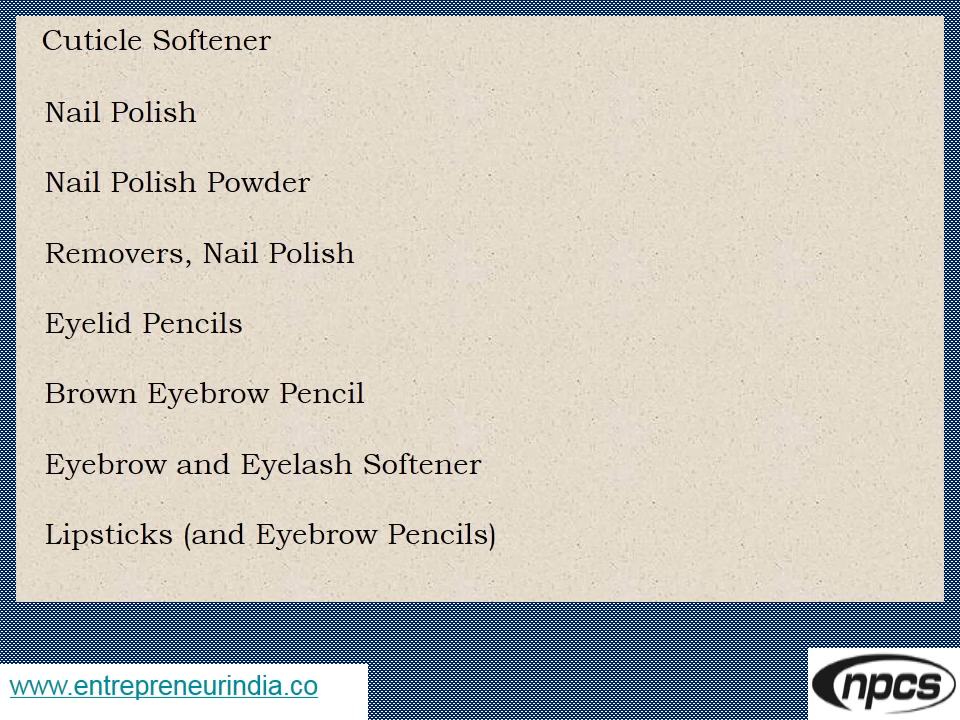 Cuticle Softener
Nail Polish
Nail Polish Powder
Removers, Nail Polish
Eyelid Pencils
Brown Eyebrow Pencil
Eyebrow and Eyelash Softener
Lipsticks (and Eyebrow Pencils)
www.entrepreneurindia.co
npcs